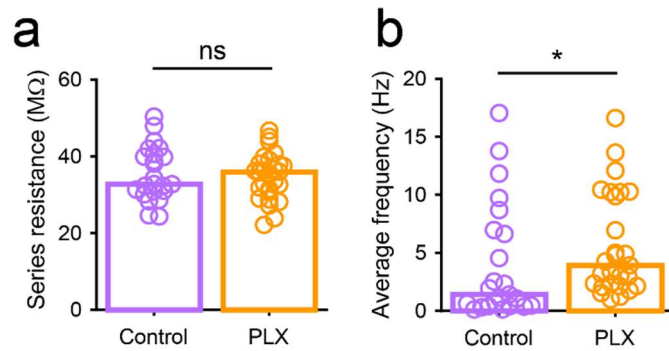 a
ns
Series resistance (MΩ)
60
40
20
0
Control
PLX
b
*
Average frequency (Hz)
20
15
10
5
0
Control
PLX